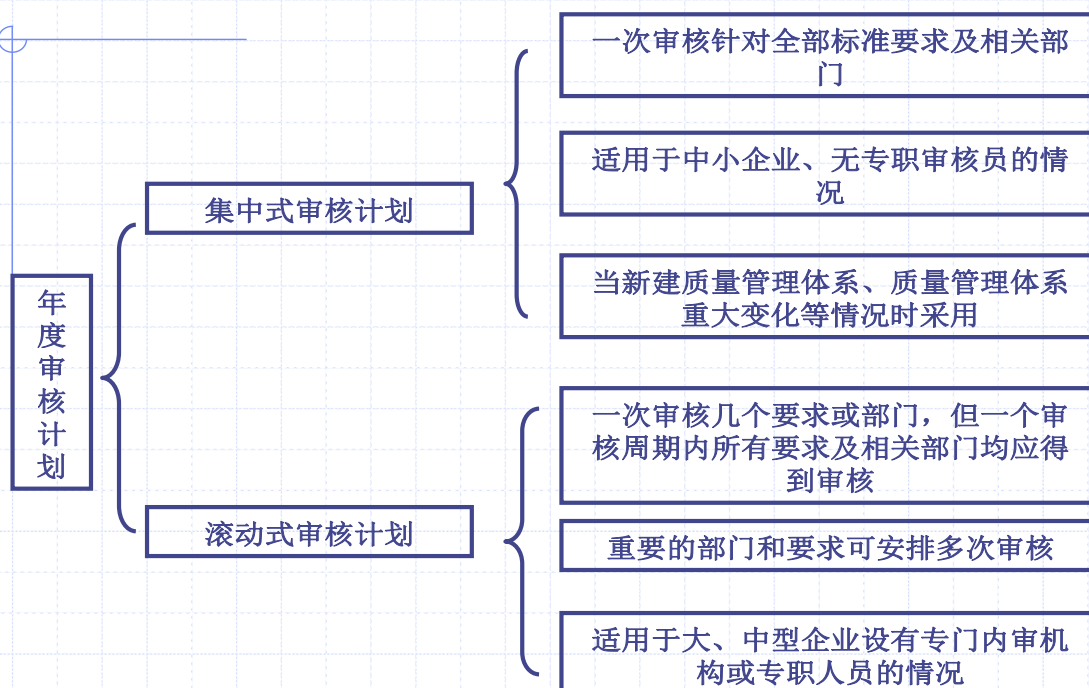 年
度
审
核
计
划
集中式审核计划
一次审核针对全部标准要求及相关部
门
适用于中小企业、无专职审核员的情
况
当新建质量管理体系、质量管理体系
重大变化等情况时采用
滚动式审核计划
一次审核几个要求或部门，但一个审
核周期内所有要求及相关部门均应得
到审核
重要的部门和要求可安排多次审核
适用于大、中型企业设有专门内审机
构或专职人员的情况